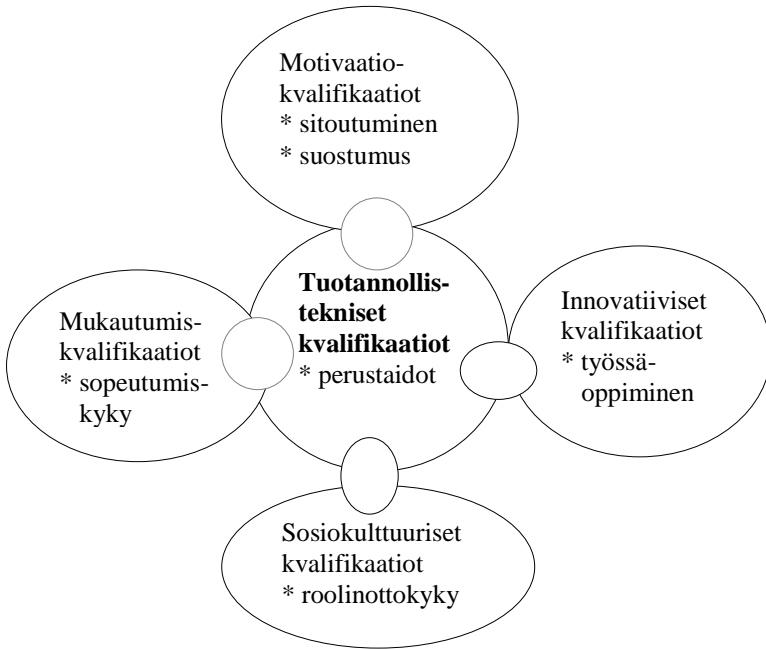 Motivaatio-
kvalifikaatiot
* sitoutuminen
* suostumus
Mukautumis-
kvalifikaatiot
* sopeutumis-
kyky
Tuotannollis-
tekniset
kvalifikaatiot
* perustaidot
Innovatiiviset
kvalifikaatiot
* työssä-
oppiminen
Sosiokulttuuriset
kvalifikaatiot
* roolinottokyky